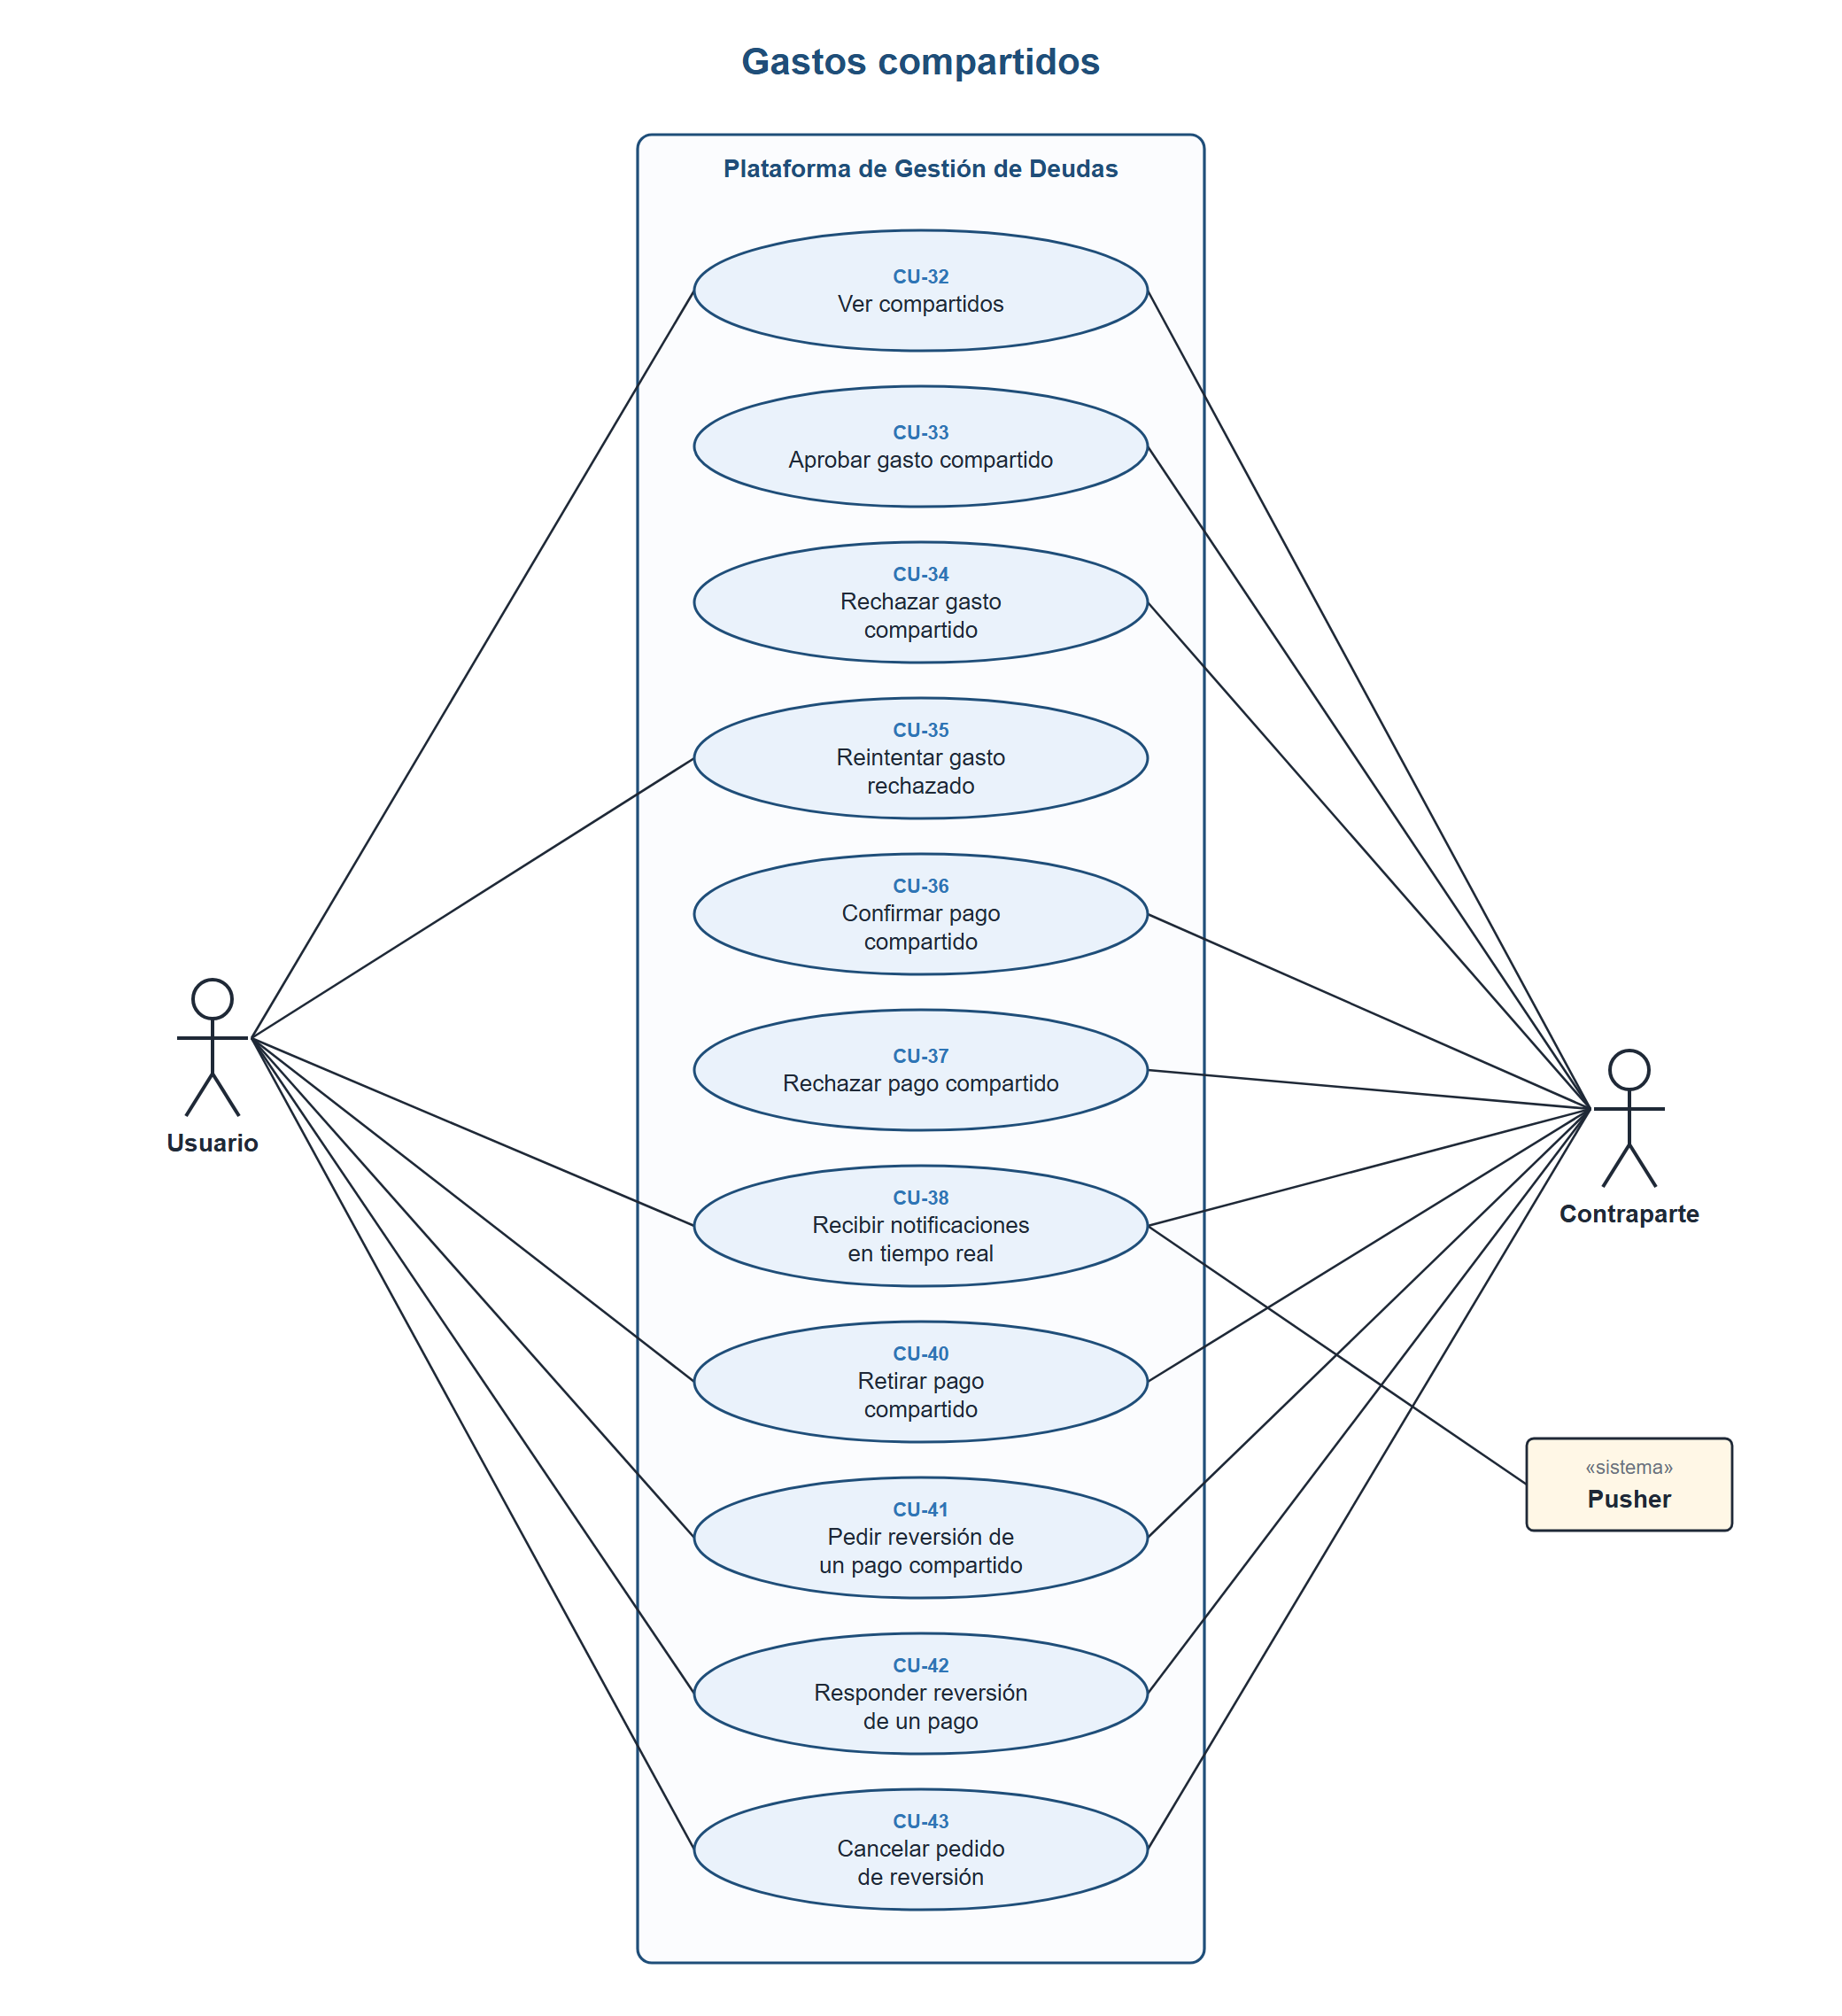 Gastos compartidos
Plataforma de Gestión de Deudas
CU-32
Ver compartidos
CU-33
Aprobar gasto compartido
CU-34
Rechazar gasto
compartido
CU-35
Reintentar gasto
rechazado
CU-36
Confirmar pago
compartido
CU-37
Rechazar pago compartido
Usuario
CU-38
Recibir notificaciones
en tiempo real
Contraparte
CU-40
Retirar pago
compartido
«sistema»
Pusher
CU-41
Pedir reversión de
un pago compartido
CU-42
Responder reversión
de un pago
CU-43
Cancelar pedido
de reversión